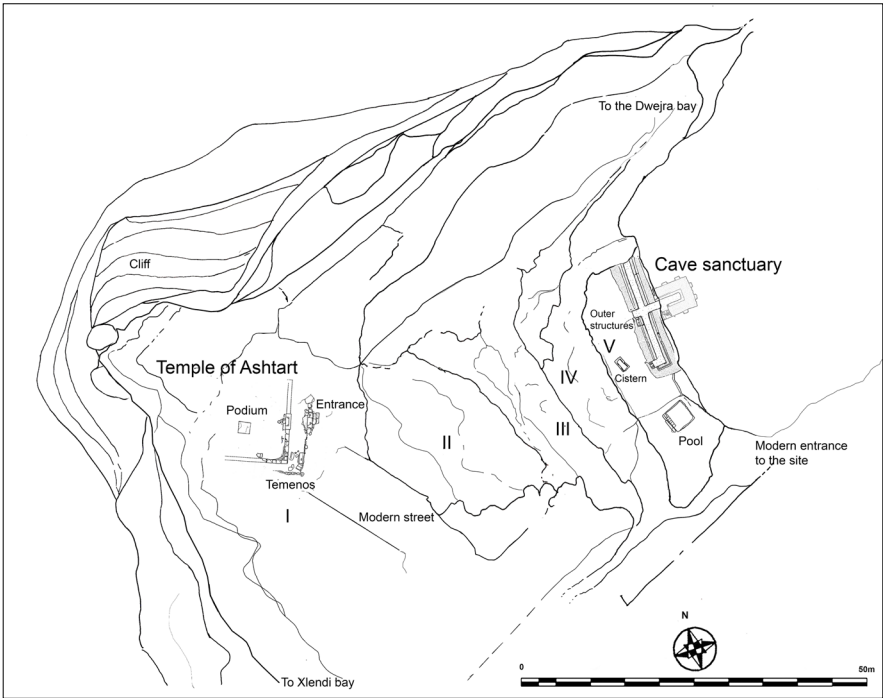 To the Dwejra bay
Cave sanctuary
Cliff
Outer
structures
V
Temple of Ashtart
IV
Cistern
Podium
Entrance
II
III
Pool
Modern entrance
to the site
Temenos
I
Modern street
N
0
50m
To Xlendi bay